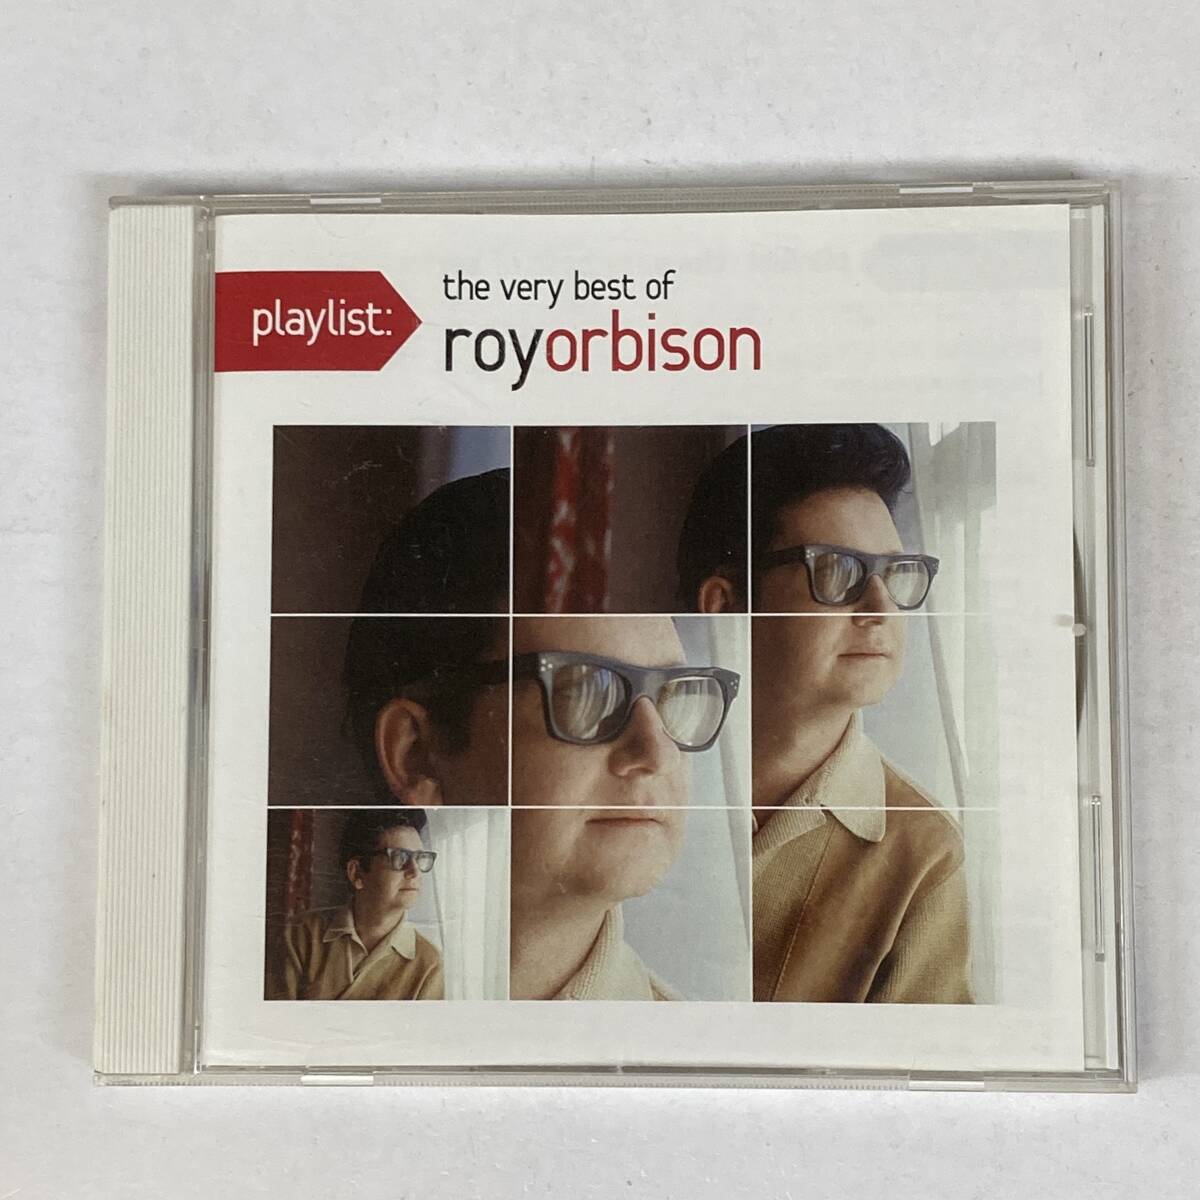 playlist:
the very best of
royorbison